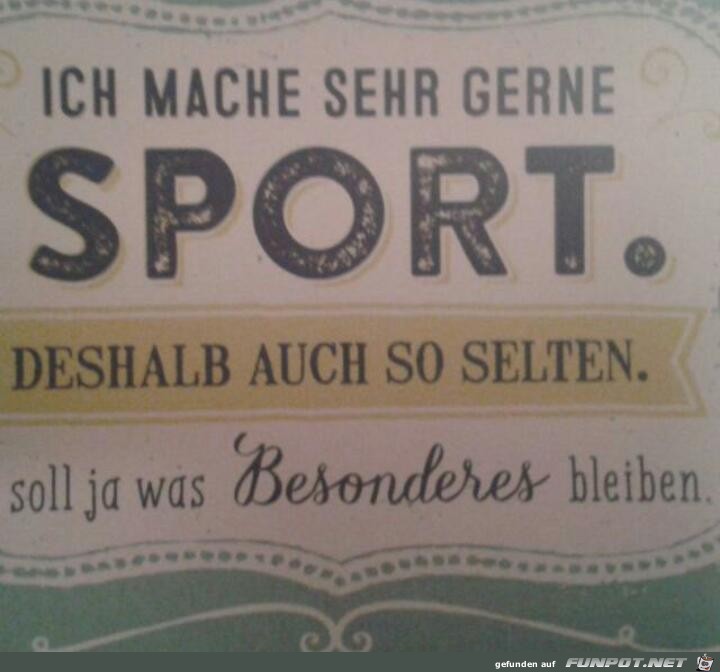 ICH MACHE SEHR GERNE
SPORT.
DESHALB AUCH SO SELTEN.
soll ja was Besonderes bleiben.
gefunden auf FUNPOT.NET